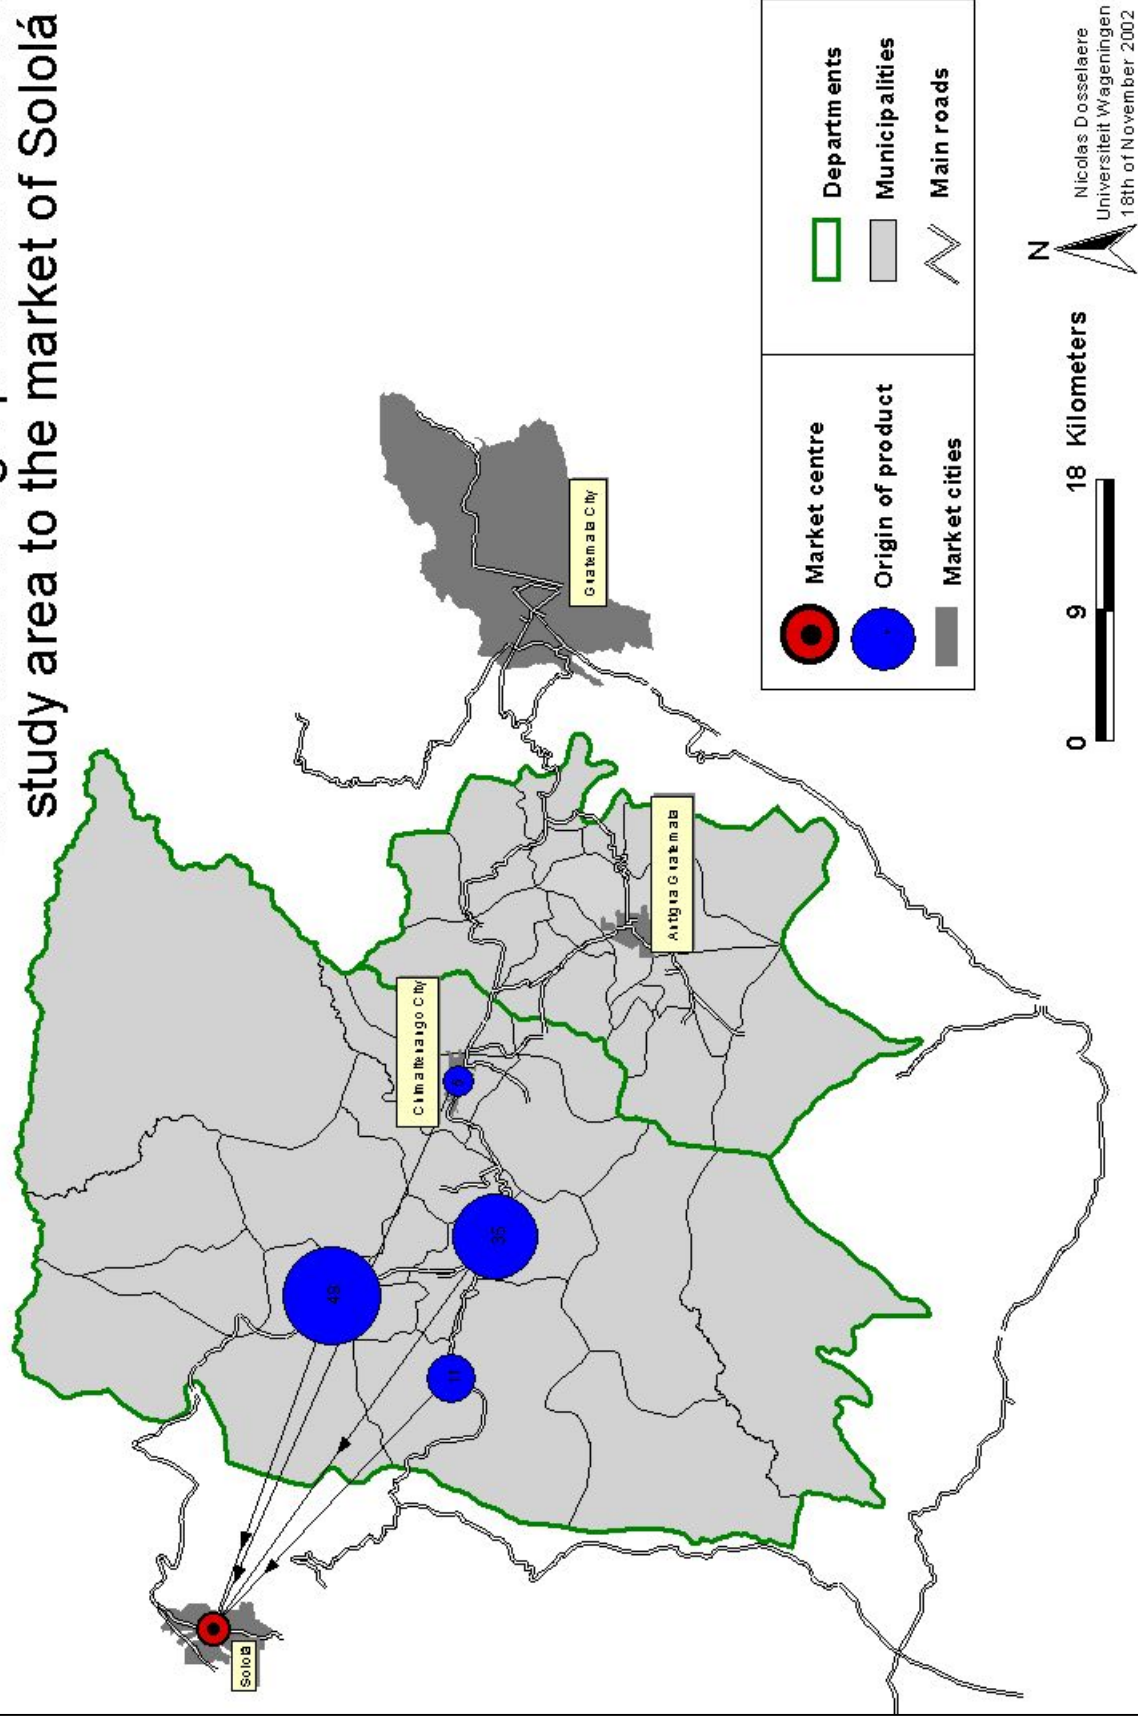 study area to the market of Sololá
Guatemala City
Chimaltenango City
Antigua Guatemala
Sololá
49
35
11
Market centre
Origin of product
Market cities
Departments
Municipalities
Main roads
0 9 18 Kilometers
N
Nicolas Dosselaere
Universiteit Wageningen
18th of November 2002